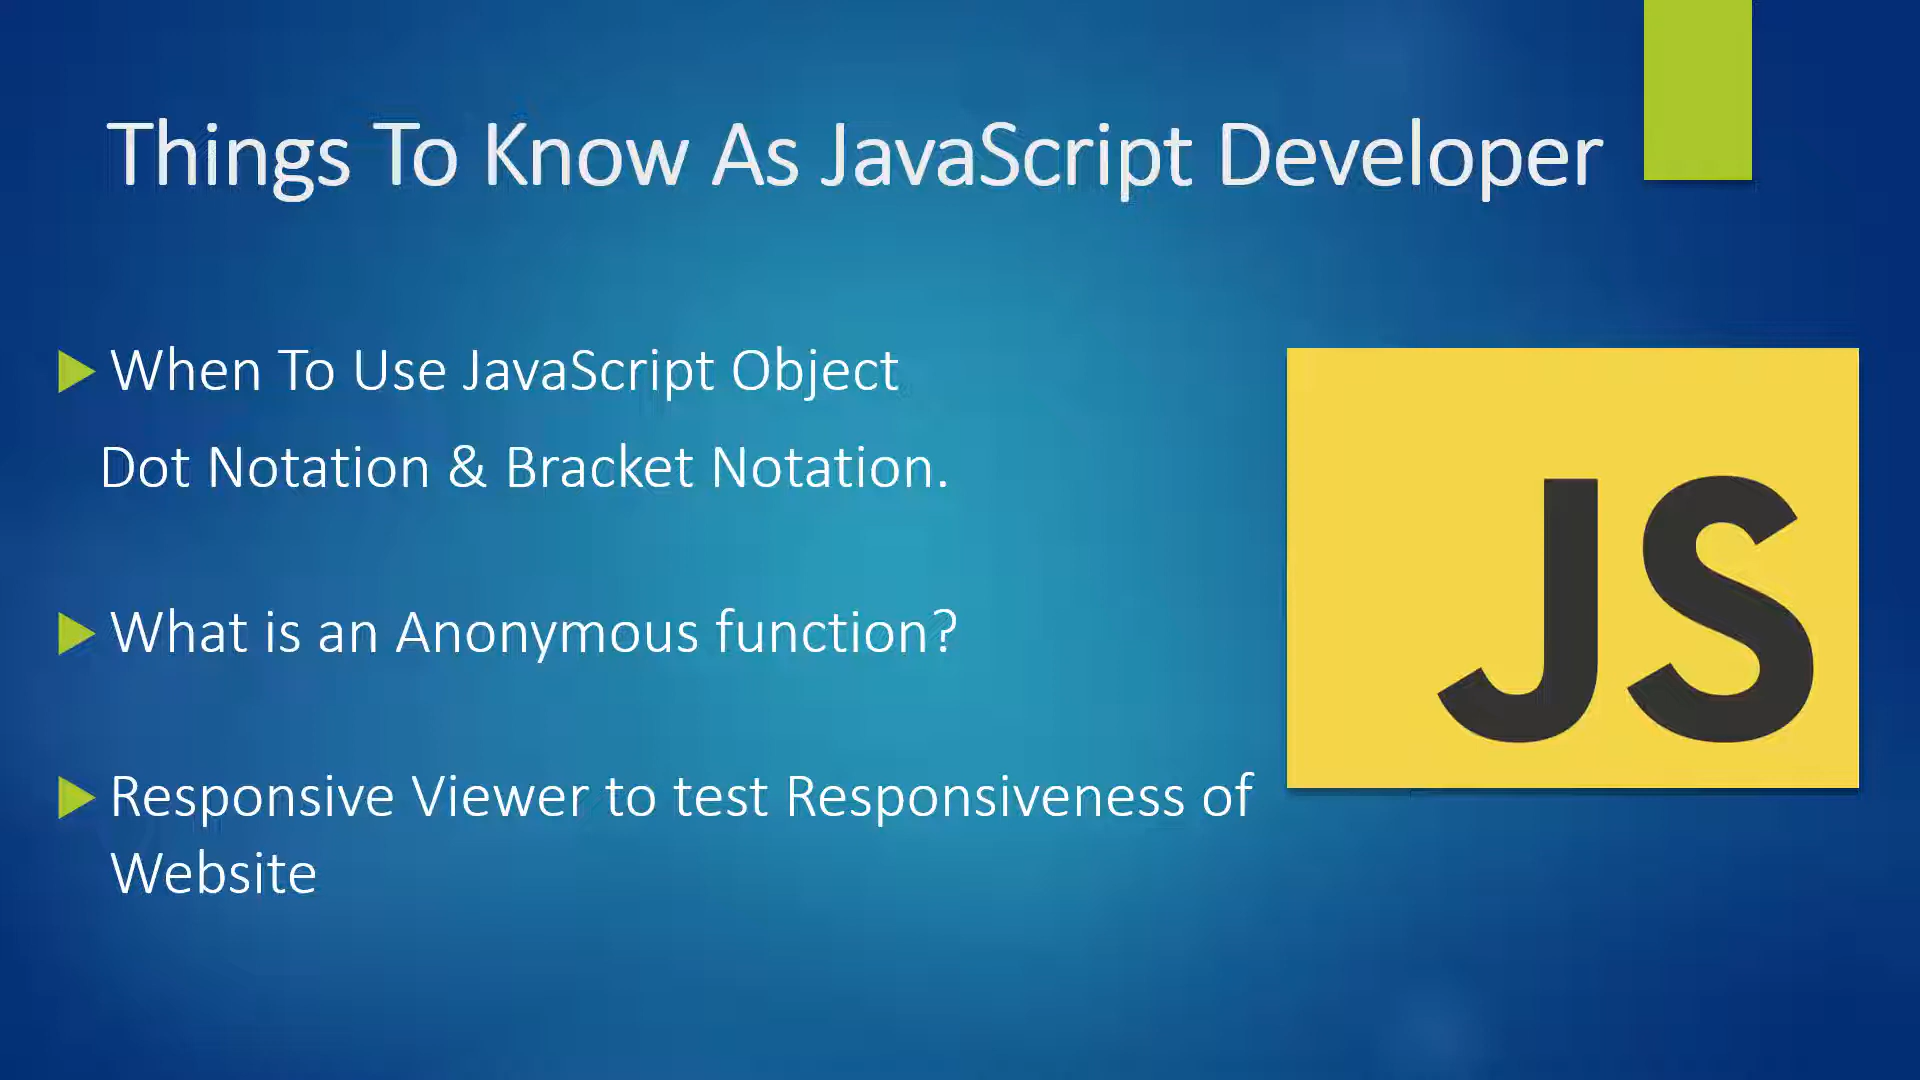 Things To Know As JavaScript Developer
When To Use JavaScript Object
Dot Notation & Bracket Notation.
What is an Anonymous function?
Responsive Viewer to test Responsiveness of
Website
JS